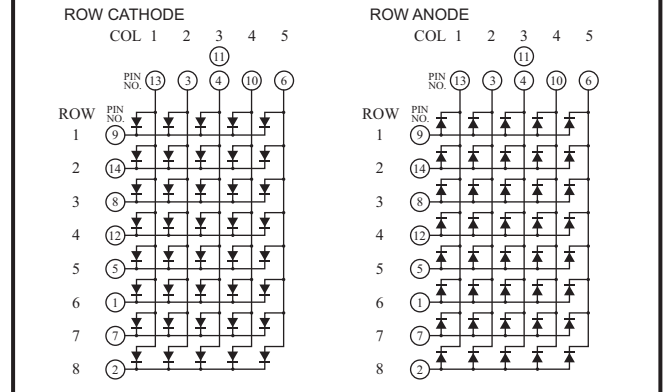 ROW CATHODE ROW ANODE
COL 1 2 3 4 5 COL 1 2 3 4 5
11 11
PIN NO. 13 3 4 10 6 PIN NO. 13 3 4 10 6
ROW PIN NO. ROW PIN NO.
1 9 1 9
2 14 2 14
3 8 3 8
4 12 4 12
5 5 5 5
6 1 6 1
7 7 7 7
8 2 8 2